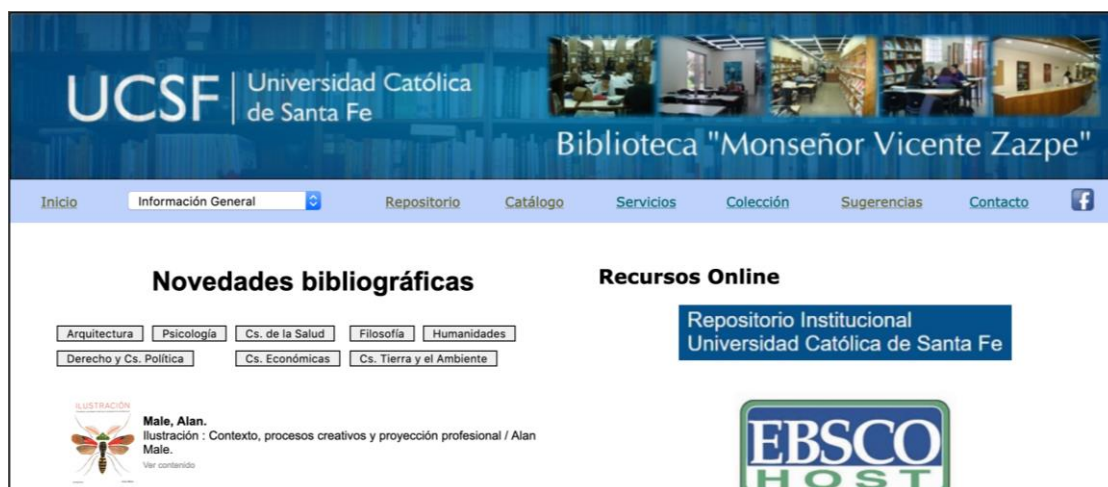 UCSF
Universidad Católica
de Santa Fe
Biblioteca "Monseñor Vicente Zazpe"
Inicio Información General Repositorio Catálogo Servicios Colección Sugerencias Contacto f
Novedades bibliográficas
Arquitectura Psicología Cs. de la Salud Filosofía Humanidades
Derecho y Cs. Política Cs. Económicas Cs. Tierra y el Ambiente
ILUSTRACIÓN
Male, Alan.
Ilustración : Contexto, procesos creativos y proyección profesional / Alan
Male.
Ver contenido
Recursos Online
Repositorio Institucional
Universidad Católica de Santa Fe
EBSCO
HOST